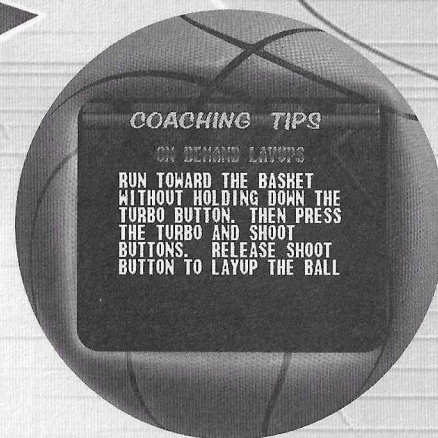 COACHING TIPS
ON DEMAND LAYUPS
RUN TOWARD THE BASKET
WITHOUT HOLDING DOWN THE
TURBO BUTTON. THEN PRESS
THE TURBO AND SHOOT
BUTTONS. RELEASE SHOOT
BUTTON TO LAYUP THE BALL